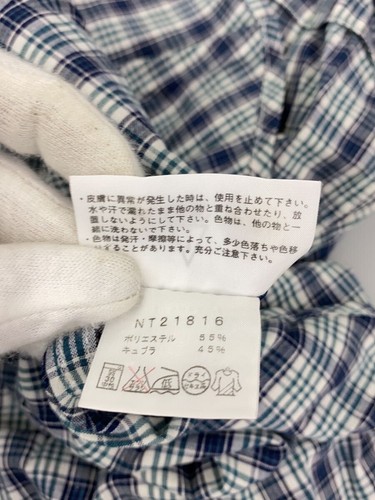 ・皮膚に異常が発生した時は、使用を止めて下さい。
水や汗で濡れたまま他の物と重ね合わせたり、放
置しないようにして下さい。色物は、他の物と一
緒に洗わないで下さい。
・色物は発汗・摩擦等によって、多少色落ちや色移
することがあります。充分ご注意下さい。
NT21816
ポリエステル 55%
キュプラ 45%
低
ドライ